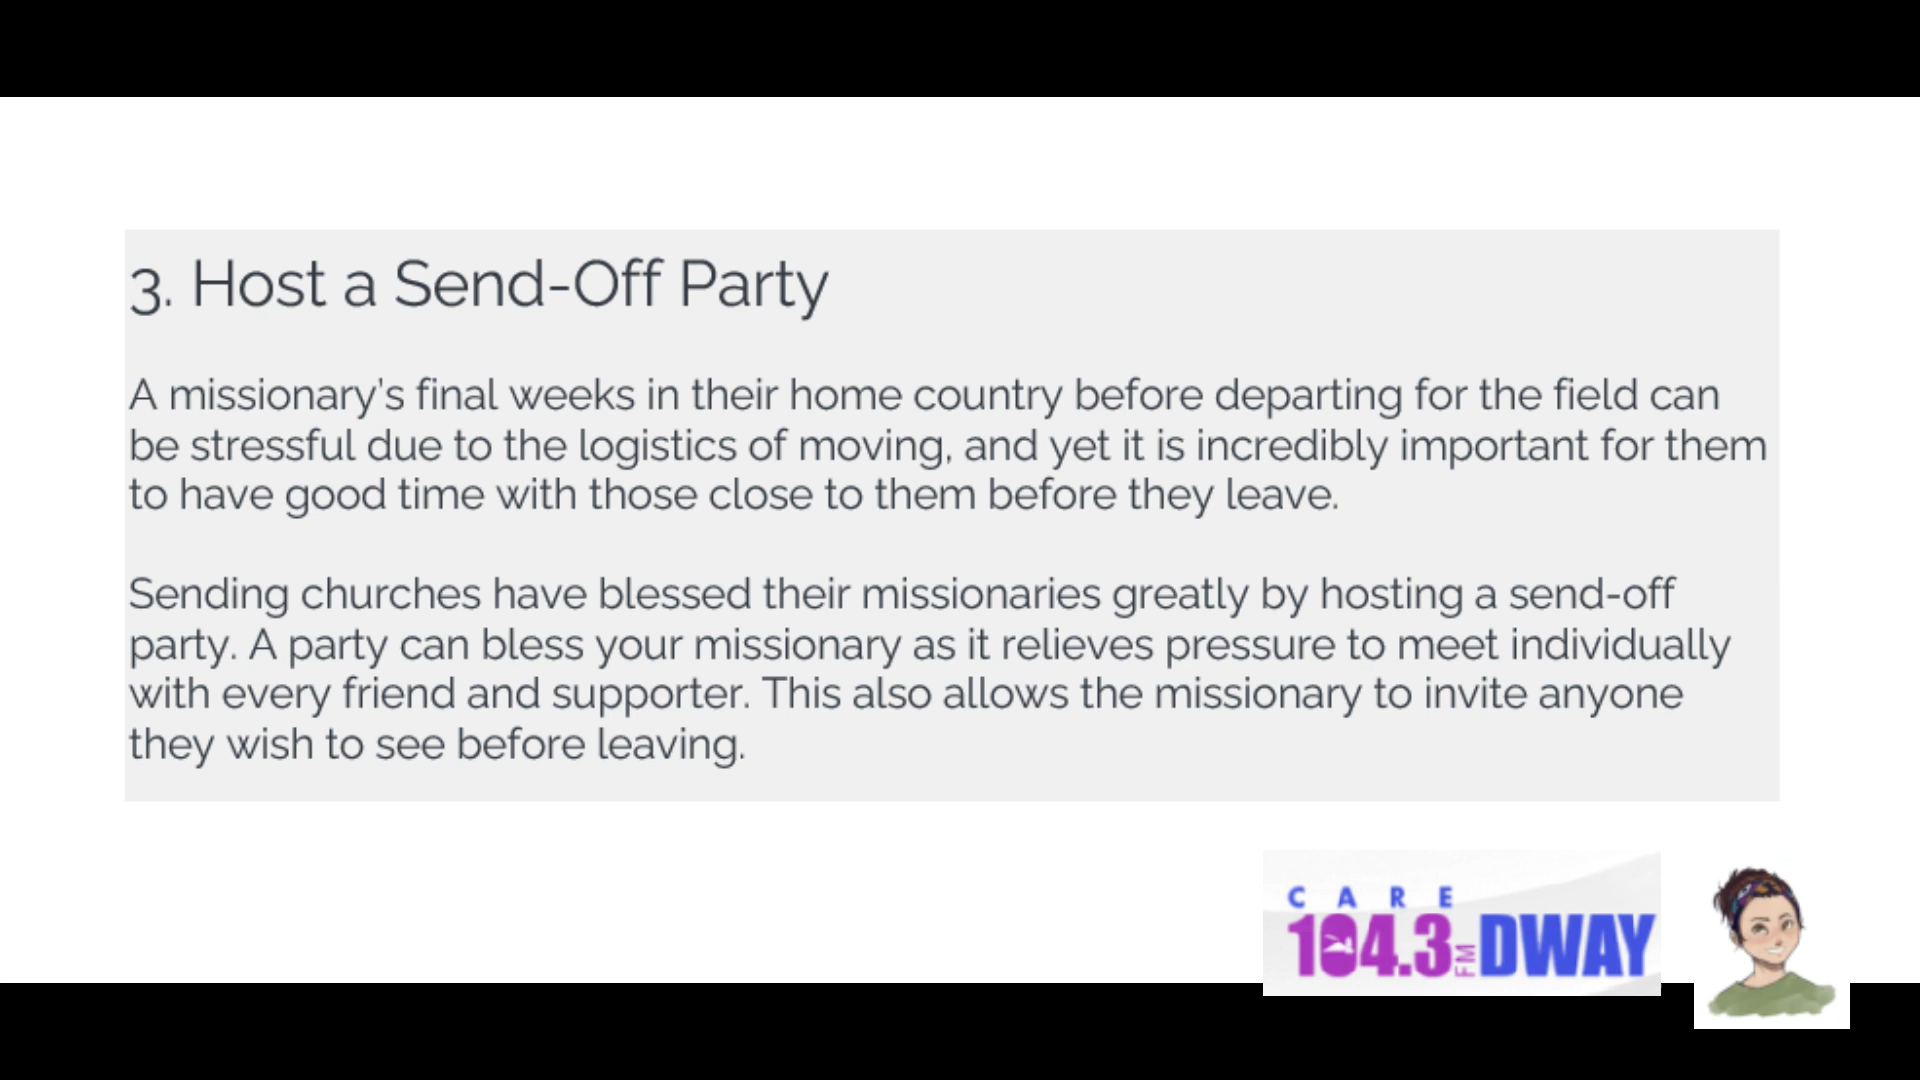 3. Host a Send-Off Party
A missionary's final weeks in their home country before departing for the field can
be stressful due to the logistics of moving, and yet it is incredibly important for them
to have good time with those close to them before they leave.
Sending churches have blessed their missionaries greatly by hosting a send-off
party. A party can bless your missionary as it relieves pressure to meet individually
with every friend and supporter. This also allows the missionary to invite anyone
they wish to see before leaving.
CARE
104.3 FM DWAY